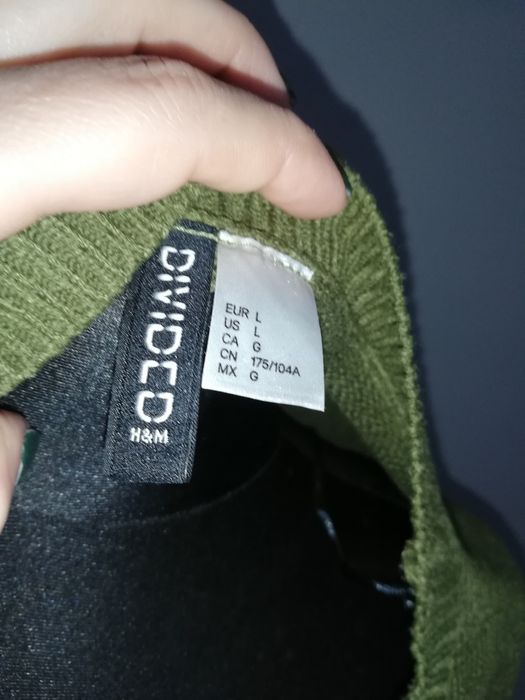 DIVIDED
H&M
EUR L
US L
CA G
CN 175/104A
MX G